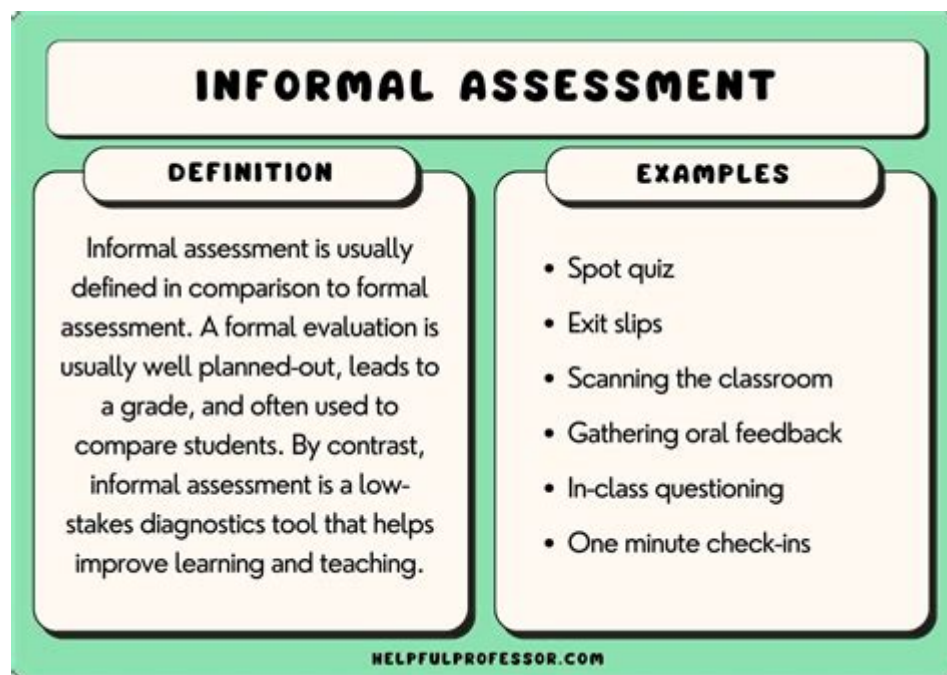 INFORMAL ASSESSMENT
DEFINITION
Informal assessment is usually
defined in comparison to formal
assessment. A formal evaluation is
usually well planned-out, leads to
a grade, and often used to
compare students. By contrast,
informal assessment is a low-
stakes diagnostics tool that helps
improve learning and teaching.
EXAMPLES
• Spot quiz
• Exit slips
• Scanning the classroom
• Gathering oral feedback
• In-class questioning
• One minute check-ins
HELPFULPROFESSOR.COM